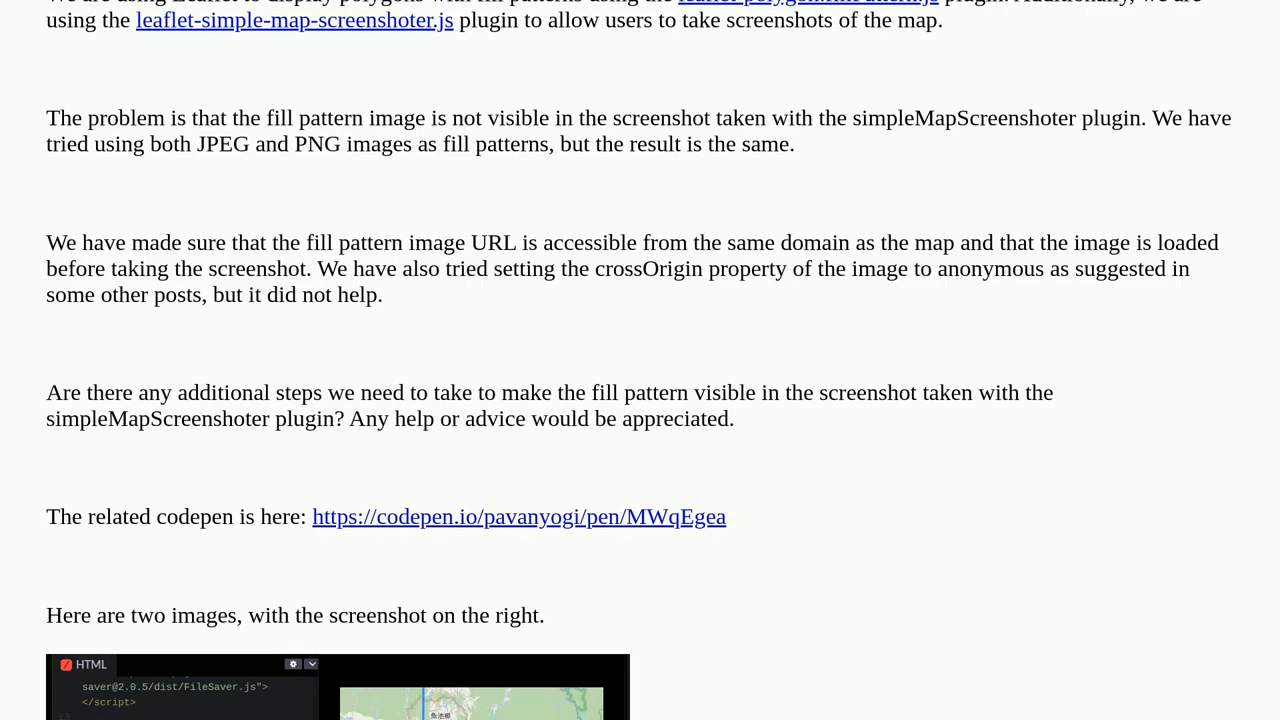 using the leaflet-simple-map-screenshoter.js plugin to allow users to take screenshots of the map.
The problem is that the fill pattern image is not visible in the screenshot taken with the simpleMapScreenshoter plugin. We have
tried using both JPEG and PNG images as fill patterns, but the result is the same.
We have made sure that the fill pattern image URL is accessible from the same domain as the map and that the image is loaded
before taking the screenshot. We have also tried setting the crossOrigin property of the image to anonymous as suggested in
some other posts, but it did not help.
Are there any additional steps we need to take to make the fill pattern visible in the screenshot taken with the
simpleMapScreenshoter plugin? Any help or advice would be appreciated.
The related codepen is here: https://codepen.io/pavanyogi/pen/MWqEgea
Here are two images, with the screenshot on the right.
HTML
saver@2.0.5/dist/FileSaver.js">
</script>
13
魚池鄉